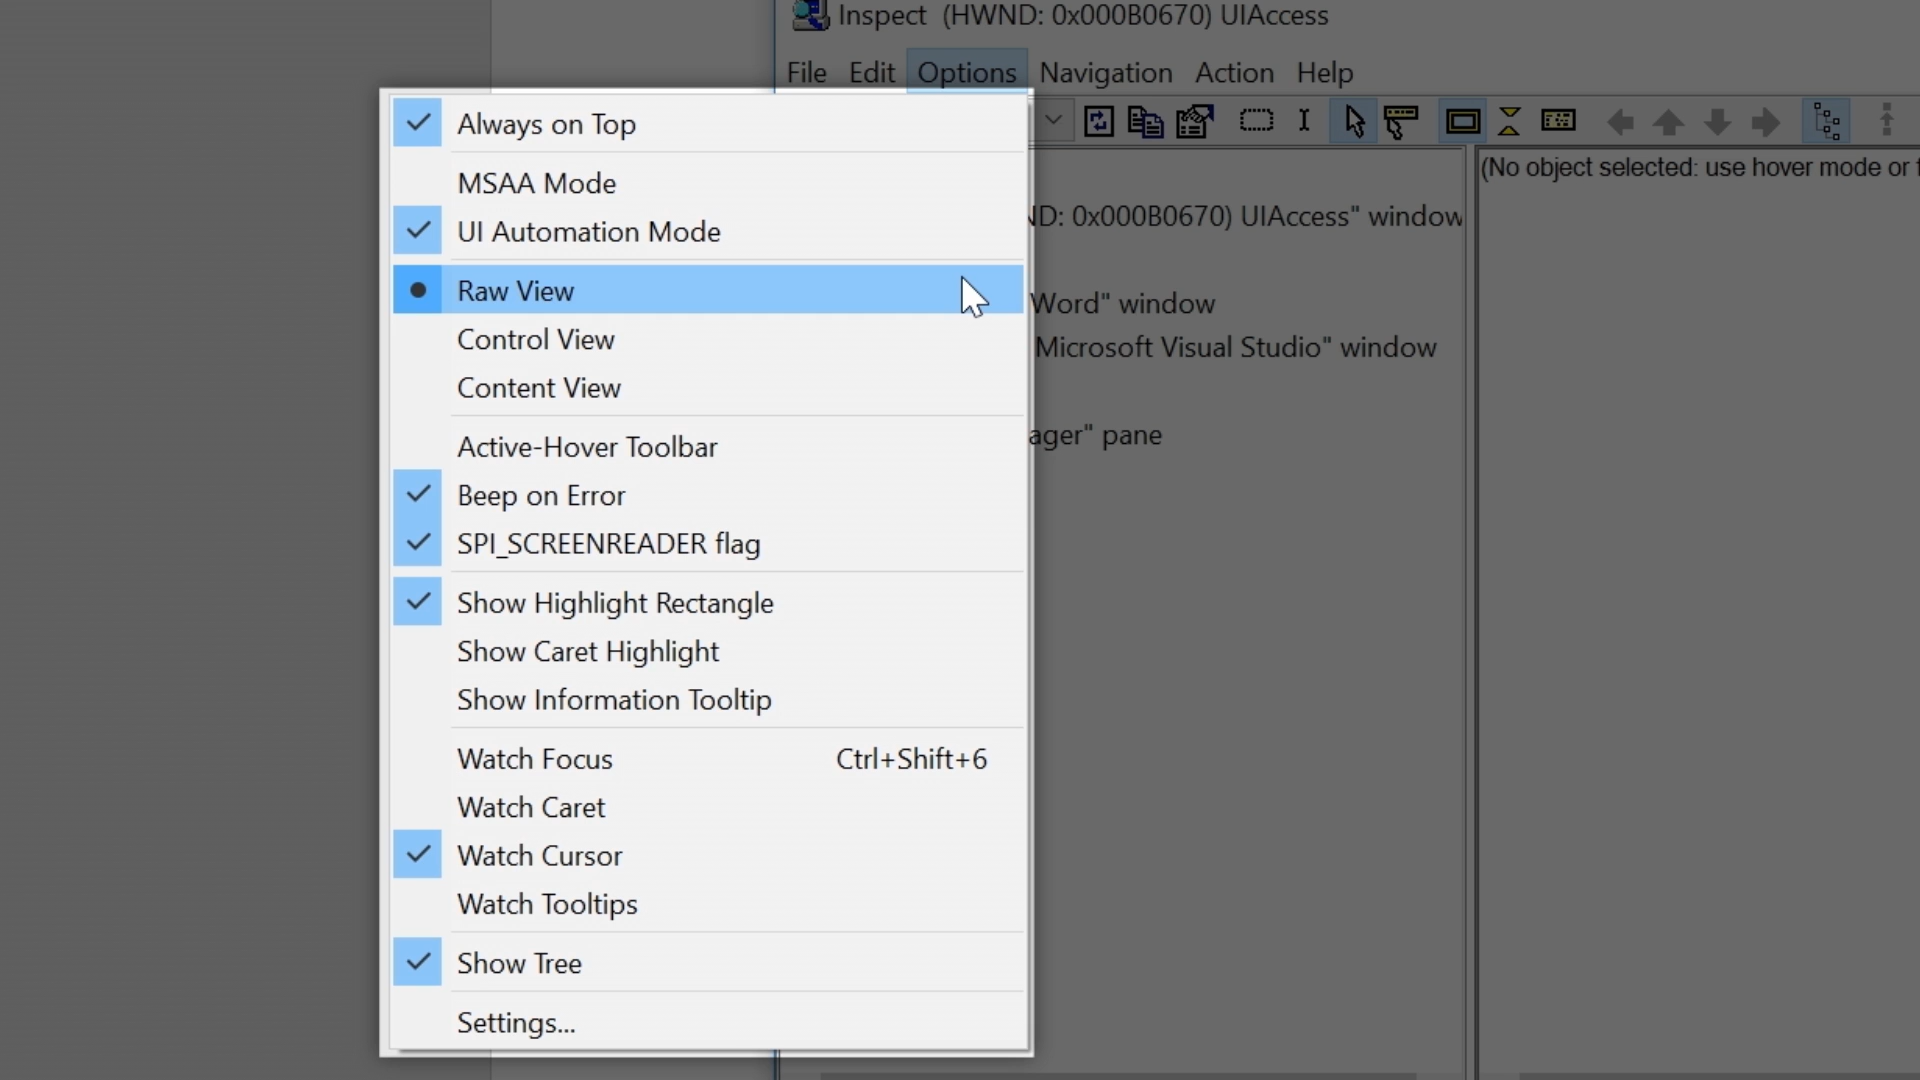 Inspect (HWND: 0x000B0670) UIAccess
File Edit Options Navigation Action Help
Always on Top
MSAA Mode
UI Automation Mode
Raw View
Control View
Content View
Active-Hover Toolbar
Beep on Error
SPI_SCREENREADER flag
Show Highlight Rectangle
Show Caret Highlight
Show Information Tooltip
Watch Focus Ctrl+Shift+6
Watch Caret
Watch Cursor
Watch Tooltips
Show Tree
Settings...
0x000B0670) UIAccess" window
Word" window
Microsoft Visual Studio" window
pane
(No object selected: use hover mode or